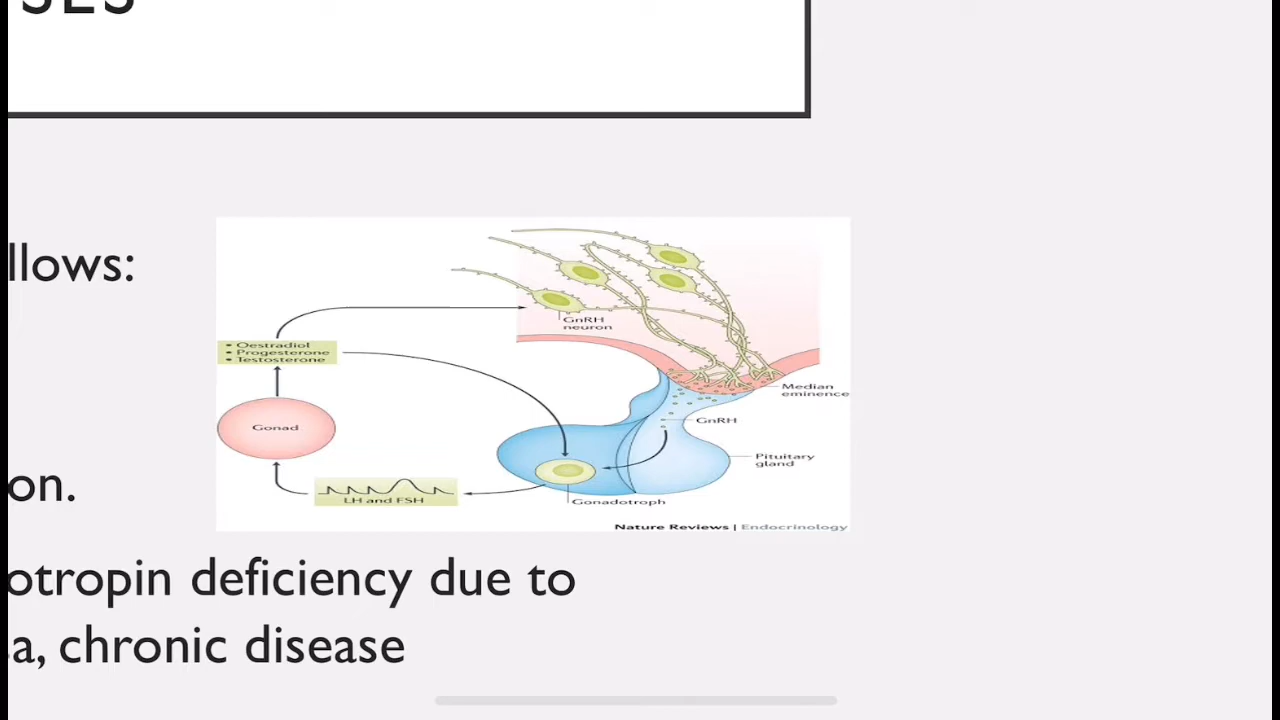 SES
llows:
GnRH
neuron
• Oestradiol
• Progesterone
• Testosterone
Median
eminence
GnRH
Gonad
Pituitary
gland
on.
LH and FSH
Gonadotroph
Nature Reviews | Endocrinology
otropin deficiency due to
a, chronic disease